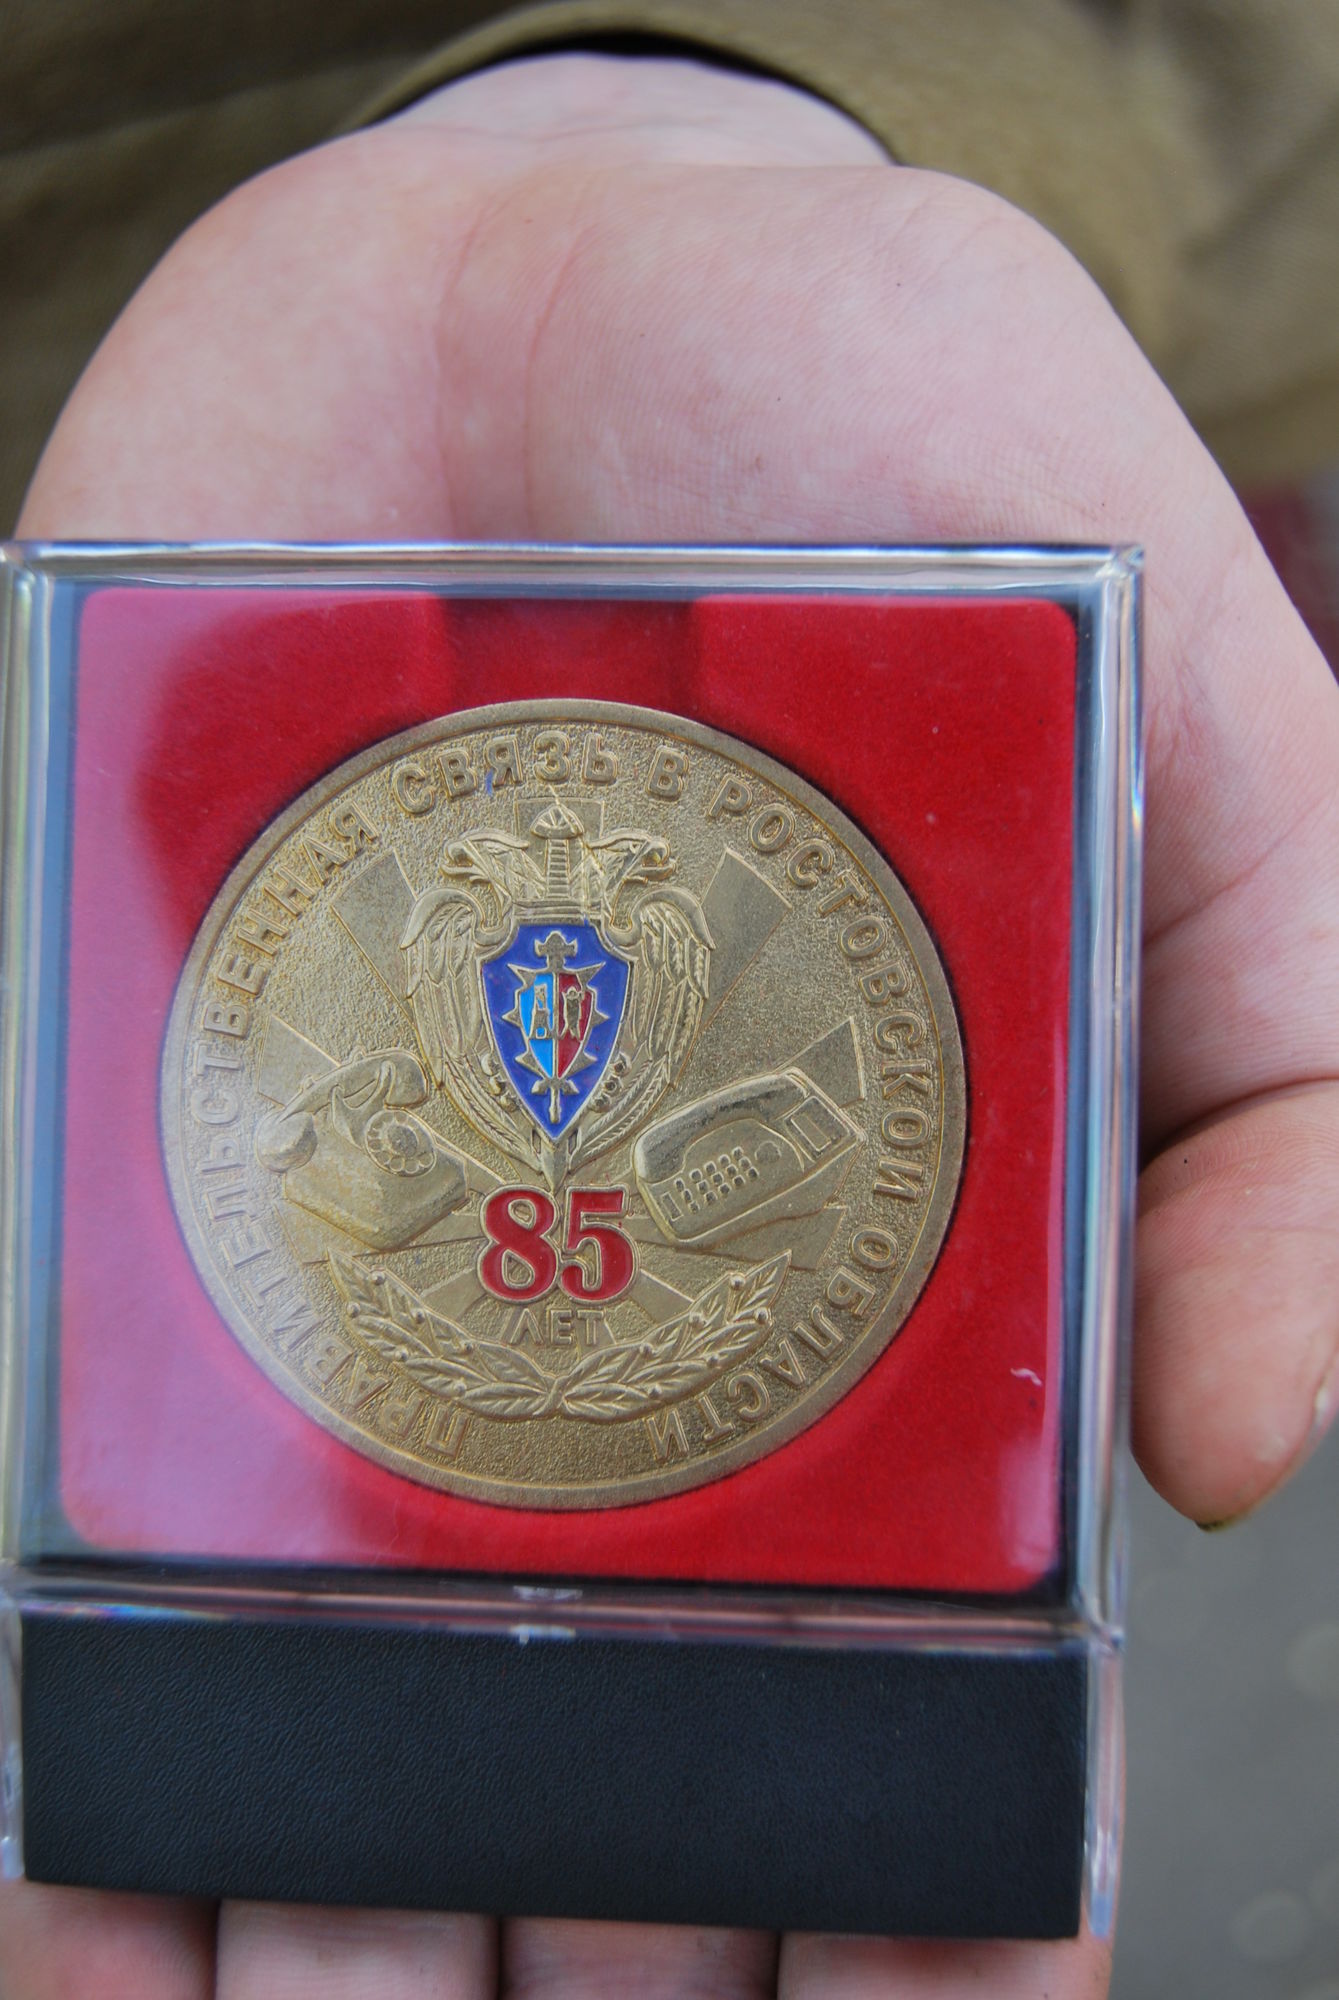 ПРАВИТЕЛЬСТВЕННАЯ СВЯЗЬ В РОСТОВСКОЙ ОБЛАСТИ
85
ЛЕТ